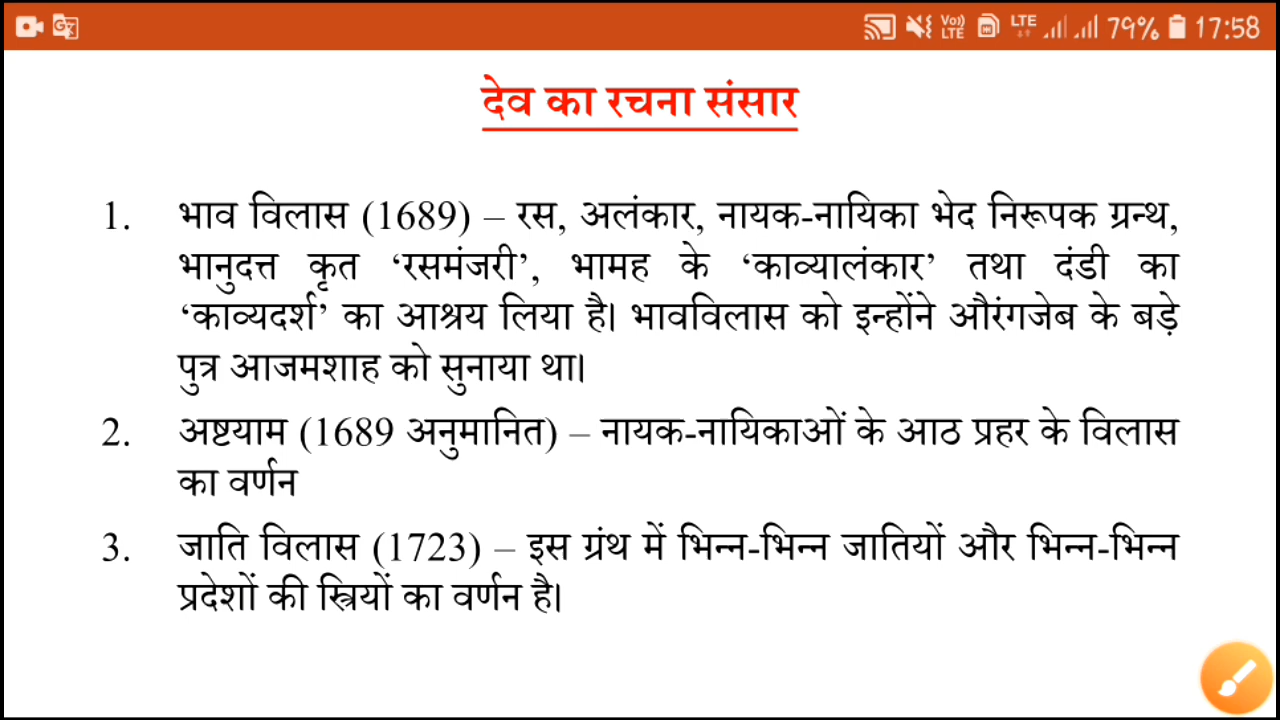 79% 17:58
देव का रचना संसार
1. भाव विलास (1689) – रस, अलंकार, नायक-नायिका भेद निरूपक ग्रन्थ,
भानुदत्त कृत ‘रसमंजरी’, भामह के ‘काव्यालंकार’ तथा दंडी का
‘काव्यदर्श’ का आश्रय लिया है। भावविलास को इन्होंने औरंगजेब के बड़े
पुत्र आजमशाह को सुनाया था।
2. अष्टयाम (1689 अनुमानित) – नायक-नायिकाओं के आठ प्रहर के विलास
का वर्णन
3. जाति विलास (1723) – इस ग्रंथ में भिन्न-भिन्न जातियों और भिन्न-भिन्न
प्रदेशों की स्त्रियों का वर्णन है।